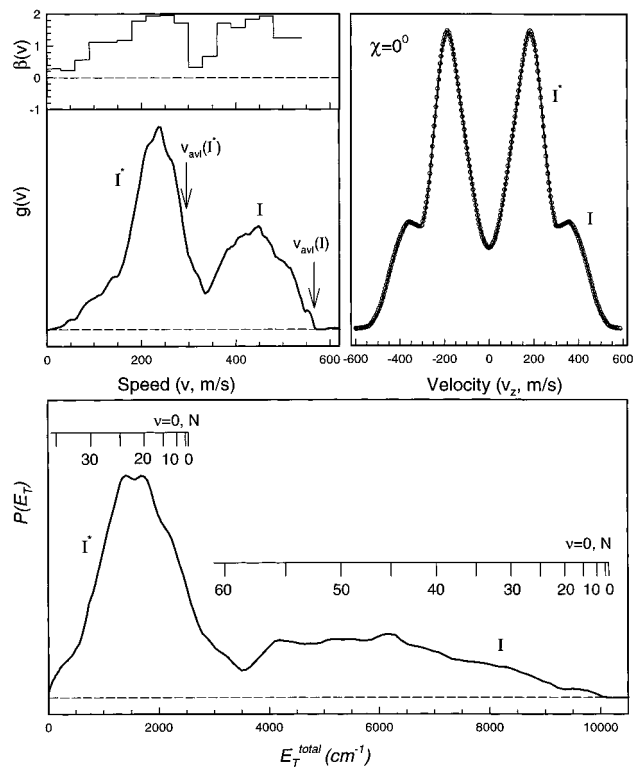 2
1
0
-1
β(v)
g(v)
I*
v_avl(I*)
I
v_avl(I)
0
200
400
600
Speed (v, m/s)
χ=0⁰
I*
I
-600
-400
-200
0
200
400
600
Velocity (v_z, m/s)
ν=0, N
30
20
10
0
I*
ν=0, N
60
50
40
30
20
10
0
I
P(E_T)
0
2000
4000
6000
8000
10000
E_T^total (cm⁻¹)